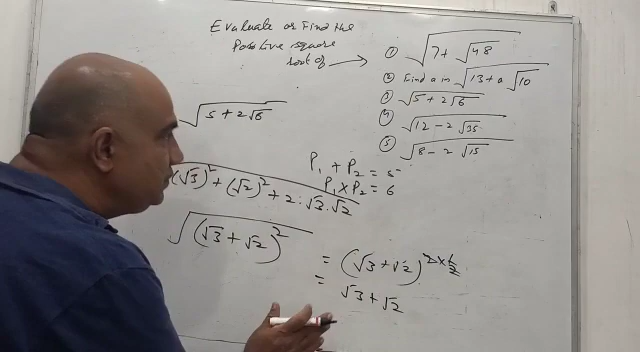 Evaluate or Find the
Positive square
root of →
① √(7 + √48)
② Find a in √(13 + a√10)
③ √(5 + 2√6)
④ √(12 - 2√35)
⑤ √(8 - 2√15)
√(5 + 2√6)
P₁ + P₂ = 5
P₁ × P₂ = 6
√((√3)² + (√2)² + 2·√3·√2)
√((√3 + √2)²)
= (√3 + √2)^(2×1/2)
= √3 + √2